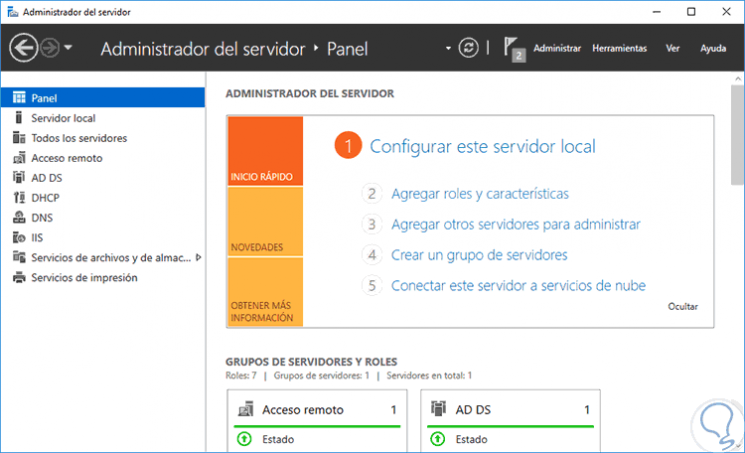 Administrador del servidor
Administrador del servidor ‣ Panel
2
Administrar Herramientas Ver Ayuda
Panel
Servidor local
Todos los servidores
Acceso remoto
AD DS
DHCP
DNS
IIS
Servicios de archivos y de almac...
Servicios de impresión
ADMINISTRADOR DEL SERVIDOR
INICIO RÁPIDO
NOVEDADES
OBTENER MÁS
INFORMACIÓN
1 Configurar este servidor local
2 Agregar roles y características
3 Agregar otros servidores para administrar
4 Crear un grupo de servidores
5 Conectar este servidor a servicios de nube
Ocultar
GRUPOS DE SERVIDORES Y ROLES
Roles: 7 | Grupos de servidores: 1 | Servidores en total: 1
Acceso remoto 1
Estado
AD DS 1
Estado